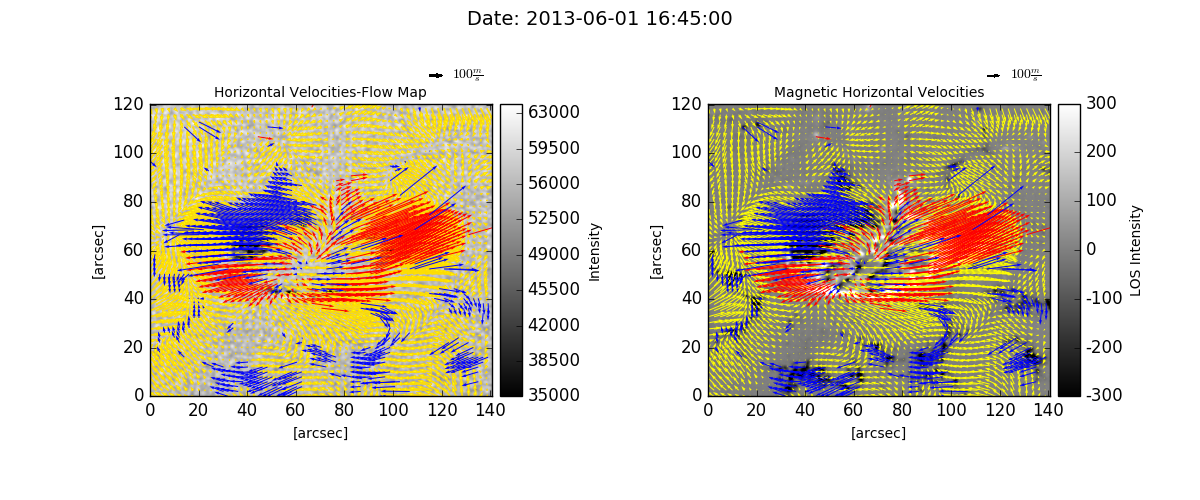 Date: 2013-06-01 16:45:00
100 m/s
Horizontal Velocities-Flow Map
120
100
80
60
40
20
0
[arcsec]
0 20 40 60 80 100 120 140
[arcsec]
63000
59500
56000
52500
49000
45500
42000
38500
35000
Intensity
100 m/s
Magnetic Horizontal Velocities
120
100
80
60
40
20
0
[arcsec]
0 20 40 60 80 100 120 140
[arcsec]
300
200
100
0
-100
-200
-300
LOS Intensity